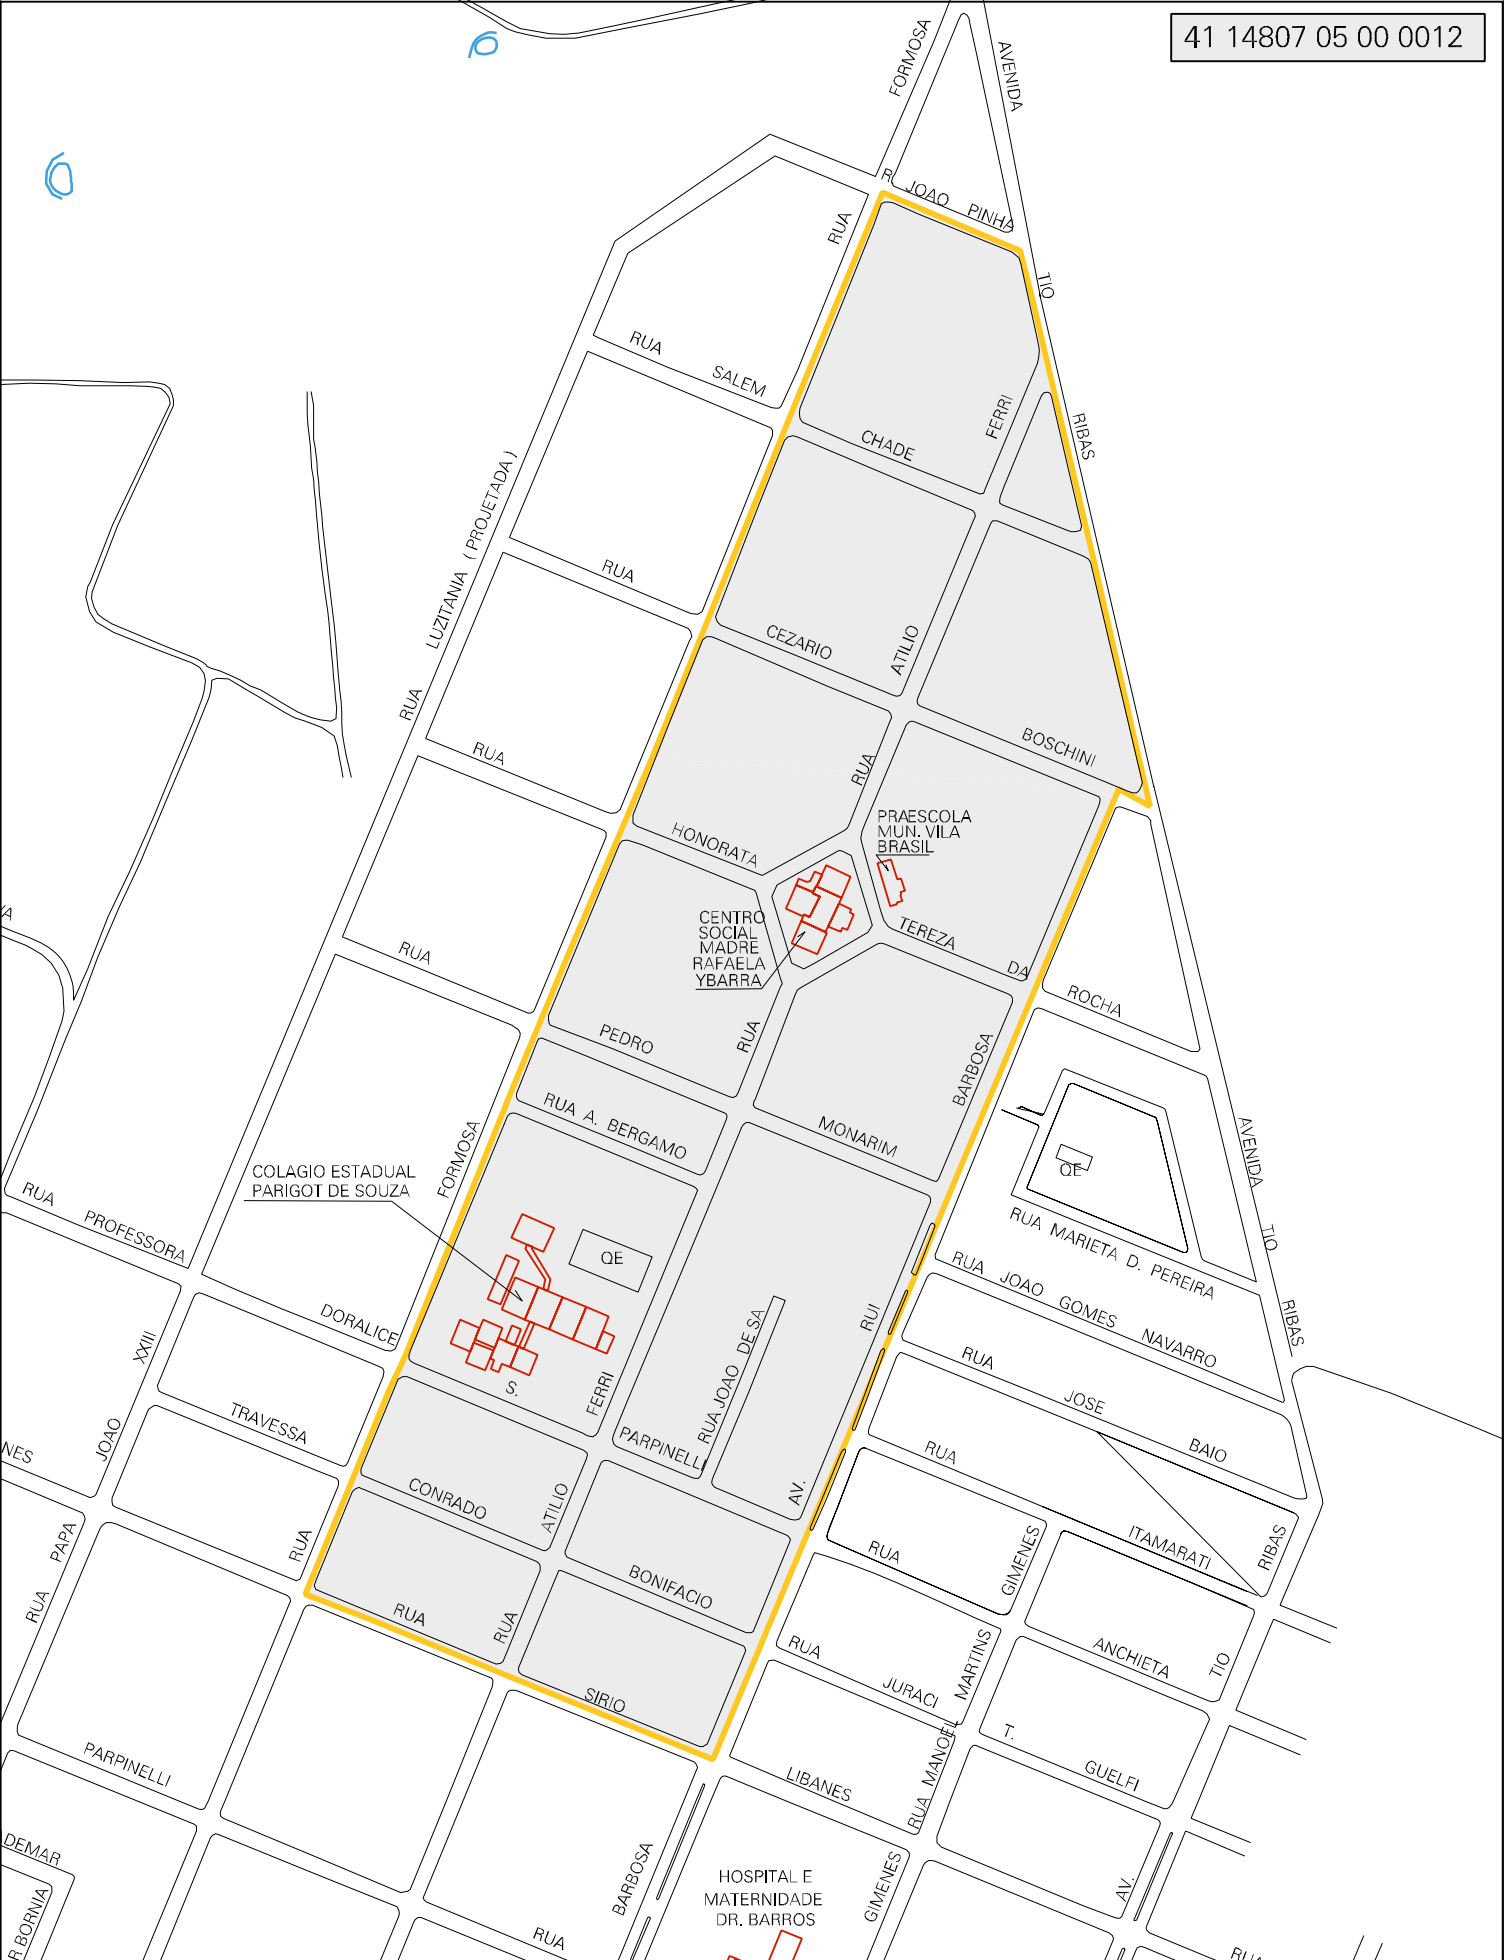 41 14807 05 00 0012
FORMOSA
AVENIDA
R JOAO PINHA
RUA
TIO
RUA SALEM
CHADE
FERRI
RIBAS
LUZITANIA ( PROJETADA )
RUA
CEZARIO
ATILIO
RUA
RUA
BOSCHINI
RUA
HONORATA
PRAESCOLA
MUN. VILA
BRASIL
CENTRO
SOCIAL
MADRE
RAFAELA
YBARRA
TEREZA DA
ROCHA
RUA
PEDRO
RUA
BARBOSA
RUA A. BERGAMO
MONARIM
FORMOSA
COLAGIO ESTADUAL
PARIGOT DE SOUZA
AVENIDA TIO
QE
RUA MARIETA D. PEREIRA
RUA PROFESSORA
QE
RUA JOAO GOMES NAVARRO
DORALICE
RUI
RIBAS
XXIII
RUA JOAO DE SA
RUA JOSE BAIO
S.
FERRI
TRAVESSA
JOAO
PARPINELLI
RUA
ITAMARATI
NES
CONRADO
ATILIO
AV.
RIBAS
PAPA
RUA
RUA
GIMENES
RUA
BONIFACIO
RUA
RUA
RUA
ANCHIETA
TIO
JURACI
MARTINS
SIRIO
T.
GUELFI
PARPINELLI
LIBANES
RUA MANOEL
DEMAR
BARBOSA
HOSPITAL E
MATERNIDADE
DR. BARROS
GIMENES
AV.
R BORNIA
RUA
RUA